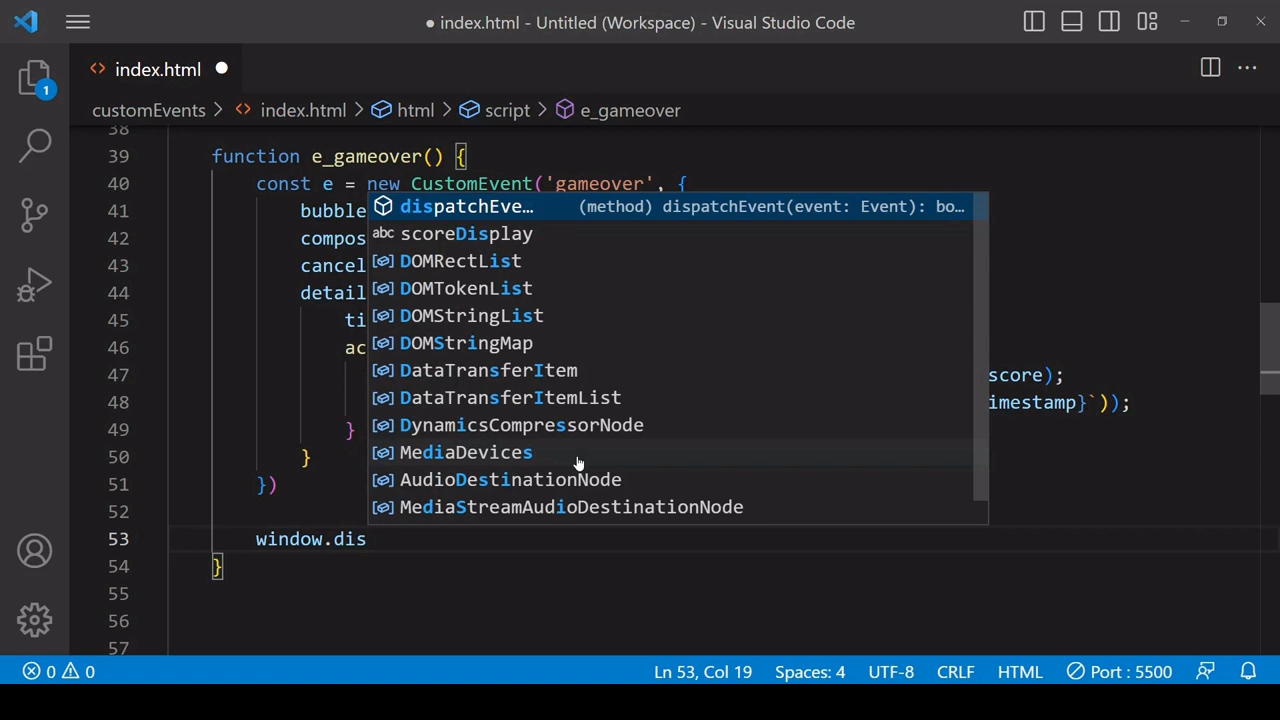 ● index.html - Untitled (Workspace) - Visual Studio Code
index.html
1
customEvents > index.html > html > script > e_gameover
38
39 function e_gameover() {
40 const e = new CustomEvent('gameover', {
41 bubble
42 compos
43 cancel
44 detail
45 ti
46 ac
47 score);
48 imestamp}`));
49 }
50 }
51 })
52
53 window.dis
54 }
55
56
57
dispatchEve… (method) dispatchEvent(event: Event): bo…
abc scoreDisplay
DOMRectList
DOMTokenList
DOMStringList
DOMStringMap
DataTransferItem
DataTransferItemList
DynamicsCompressorNode
MediaDevices
AudioDestinationNode
MediaStreamAudioDestinationNode
0 0 Ln 53, Col 19 Spaces: 4 UTF-8 CRLF HTML Port : 5500